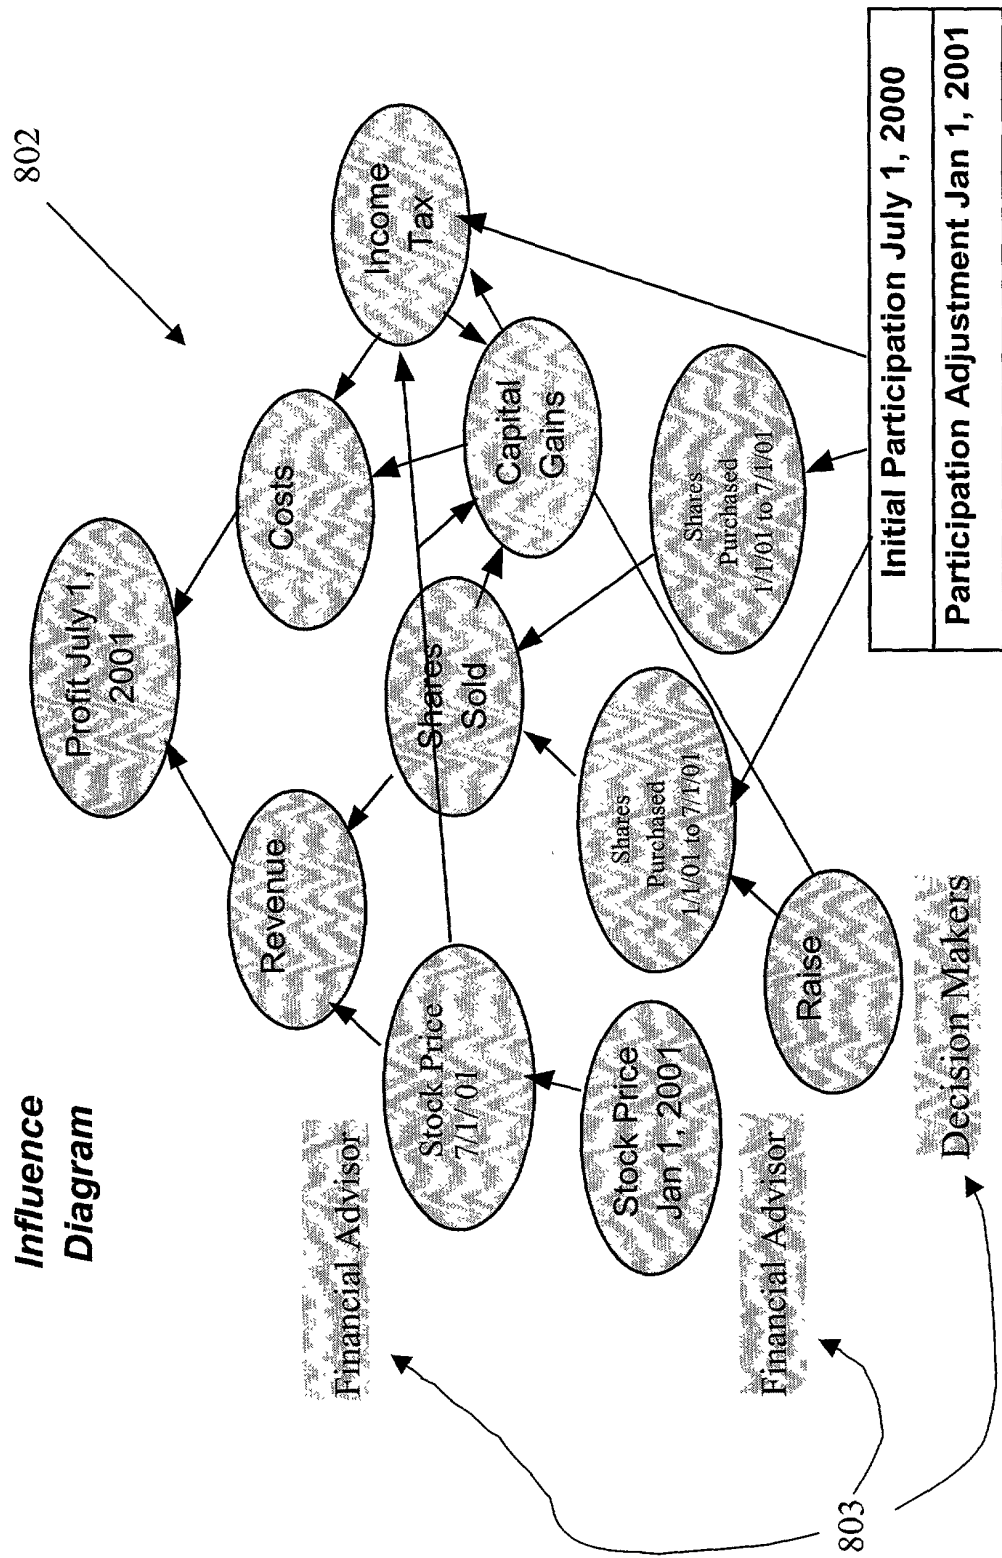 Influence
Diagram
802
Profit July 1,
2001
Revenue
Costs
Financial Advisor
Stock Price
7/1/ 01
Shares
Sold
Income
Tax
Capital
Gains
Stock Price
Jan 1, 2001
Shares
Purchased
1/1/01 to 7/1/01
Shares
Purchased
1/1/01 to 7/1/01
Financial Advisor
Raise
Decision Makers
803
Initial Participation July 1, 2000
Participation Adjustment Jan 1, 2001